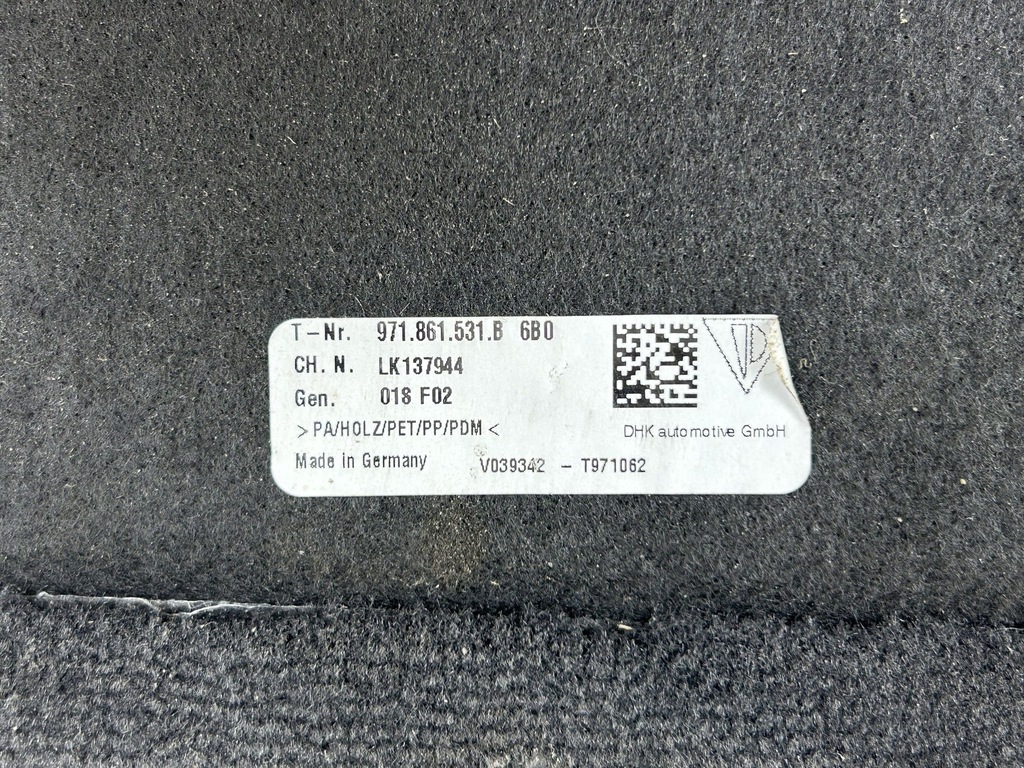 T-Nr. 971.861.531.B 6B0
CH. N. LK137944
Gen. 018 F02
>PA/HOLZ/PET/PP/PDM<
DHK automotive GmbH
Made in Germany V039342 - T971062